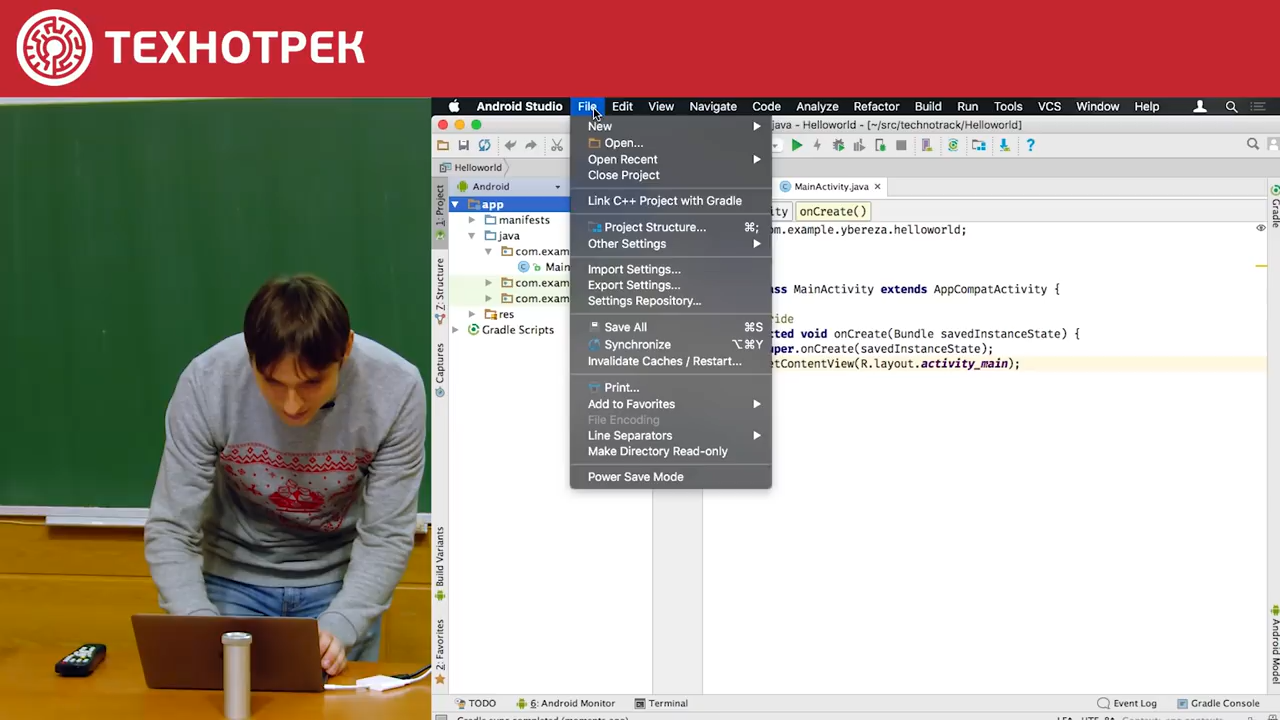 ТЕХНОТРЕК
Android Studio File Edit View Navigate Code Analyze Refactor Build Run Tools VCS Window Help
java - Helloworld - [~/src/technotrack/Helloworld]
Helloworld
Android
MainActivity.java
app
manifests
java
com.exam
Main
com.exam
com.exam
res
Gradle Scripts
New
Open...
Open Recent
Close Project
Link C++ Project with Gradle
Project Structure... ⌘;
Other Settings
Import Settings...
Export Settings...
Settings Repository...
Save All ⌘S
Synchronize ⌥⌘Y
Invalidate Caches / Restart...
Print...
Add to Favorites
File Encoding
Line Separators
Make Directory Read-only
Power Save Mode
ity onCreate()
om.example.ybereza.helloworld;
ass MainActivity extends AppCompatActivity {
ride
cted void onCreate(Bundle savedInstanceState) {
uper.onCreate(savedInstanceState);
etContentView(R.layout.activity_main);
1: Project
7: Structure
Captures
Build Variants
2: Favorites
Gradle
Android Model
TODO 6: Android Monitor Terminal Event Log Gradle Console